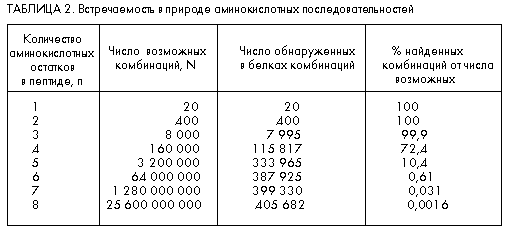 ТАБЛИЦА 2. Встречаемость в природе аминокислотных последовательностей
Количество аминокислотных остатков в пептиде, n | Число возможных комбинаций, N | Число обнаруженных в белках комбинаций | % найденных комбинаций от числа возможных
1 20 20 100
2 400 400 100
3 8 000 7 995 99,9
4 160 000 115 817 72,4
5 3 200 000 333 965 10,4
6 64 000 000 387 925 0,61
7 1 280 000 000 399 330 0,031
8 25 600 000 000 405 682 0,0016